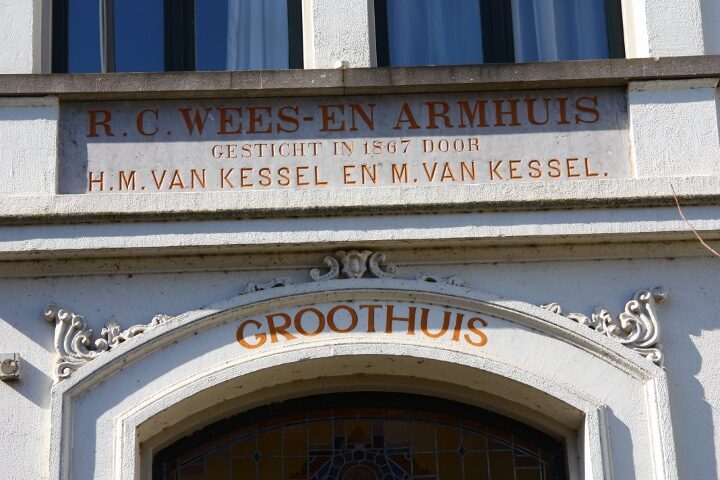 R.C. WEES-EN ARMHUIS
GESTICHT IN 1867 DOOR
H.M. VAN KESSEL EN M. VAN KESSEL.
GROOTHUIS